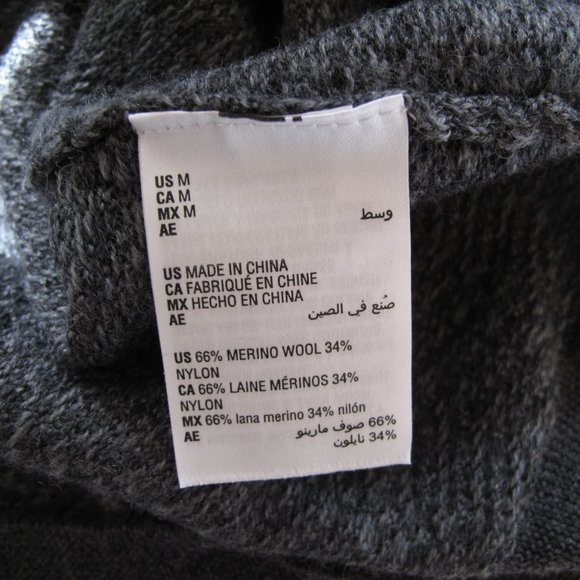 US M
CA M
MX M
AE وسط
US MADE IN CHINA
CA FABRIQUÉ EN CHINE
MX HECHO EN CHINA
AE صُنع في الصين
US 66% MERINO WOOL 34%
NYLON
CA 66% LAINE MÉRINOS 34%
NYLON
MX 66% lana merino 34% nilón
AE 66% صوف مارينو
34% نايلون